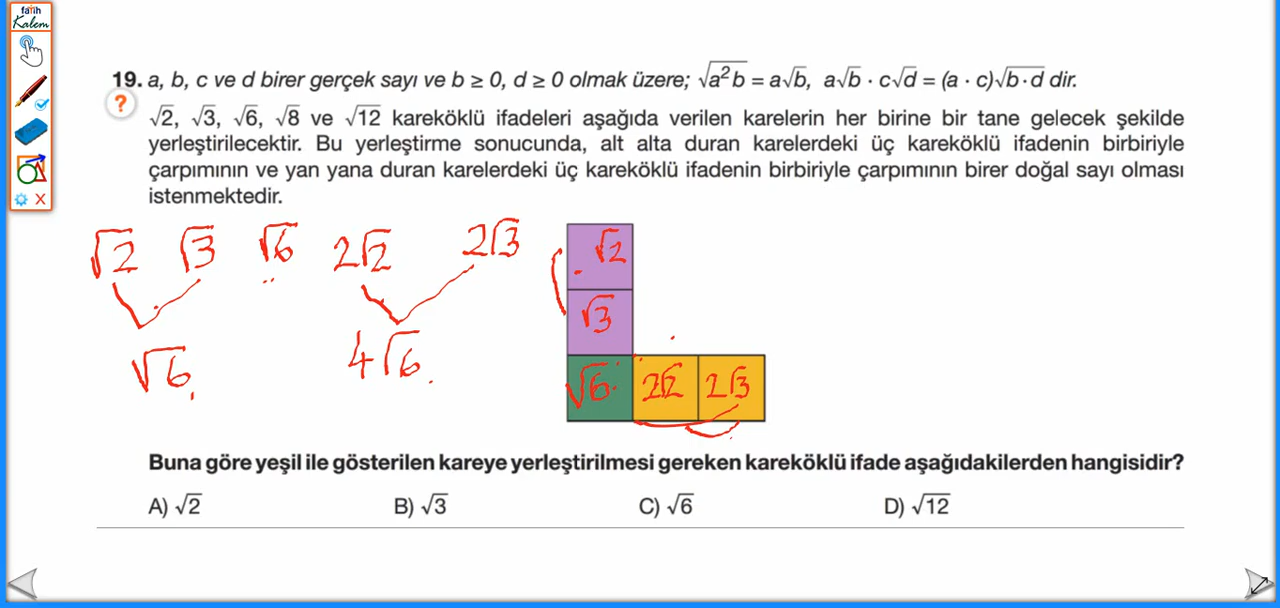 fatih
Kalem
19. a, b, c ve d birer gerçek sayı ve b ≥ 0, d ≥ 0 olmak üzere; √(a²b) = a√b, a√b · c√d = (a · c)√(b · d) dir.
?
√2, √3, √6, √8 ve √12 kareköklü ifadeleri aşağıda verilen karelerin her birine bir tane gelecek şekilde
yerleştirilecektir. Bu yerleştirme sonucunda, alt alta duran karelerdeki üç kareköklü ifadenin birbiriyle
çarpımının ve yan yana duran karelerdeki üç kareköklü ifadenin birbiriyle çarpımının birer doğal sayı olması
istenmektedir.
√2 √3 √6 2√2 2√3
√2
√3
√6 4√6
√6 2√2 2√3
Buna göre yeşil ile gösterilen kareye yerleştirilmesi gereken kareköklü ifade aşağıdakilerden hangisidir?
A) √2 B) √3 C) √6 D) √12